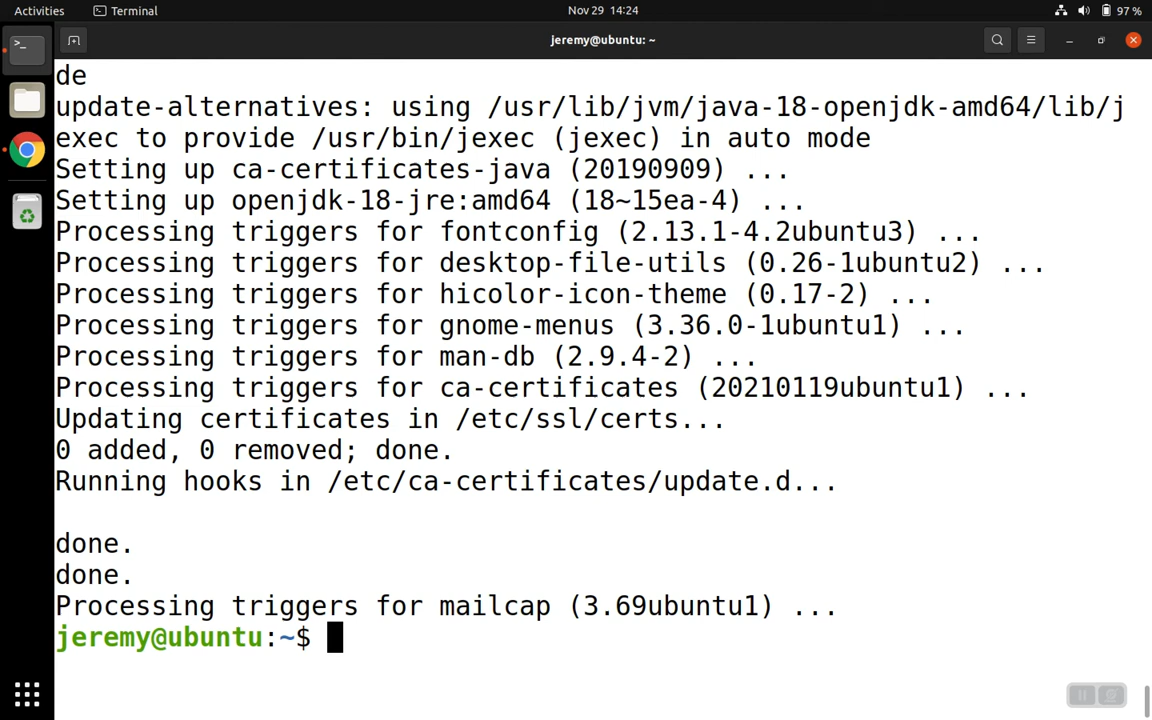 Activities
Terminal
Nov 29 14:24
97 %
jeremy@ubuntu: ~
de
update-alternatives: using /usr/lib/jvm/java-18-openjdk-amd64/lib/j
exec to provide /usr/bin/jexec (jexec) in auto mode
Setting up ca-certificates-java (20190909) ...
Setting up openjdk-18-jre:amd64 (18~15ea-4) ...
Processing triggers for fontconfig (2.13.1-4.2ubuntu3) ...
Processing triggers for desktop-file-utils (0.26-1ubuntu2) ...
Processing triggers for hicolor-icon-theme (0.17-2) ...
Processing triggers for gnome-menus (3.36.0-1ubuntu1) ...
Processing triggers for man-db (2.9.4-2) ...
Processing triggers for ca-certificates (20210119ubuntu1) ...
Updating certificates in /etc/ssl/certs...
0 added, 0 removed; done.
Running hooks in /etc/ca-certificates/update.d...
done.
done.
Processing triggers for mailcap (3.69ubuntu1) ...
jeremy@ubuntu:~$